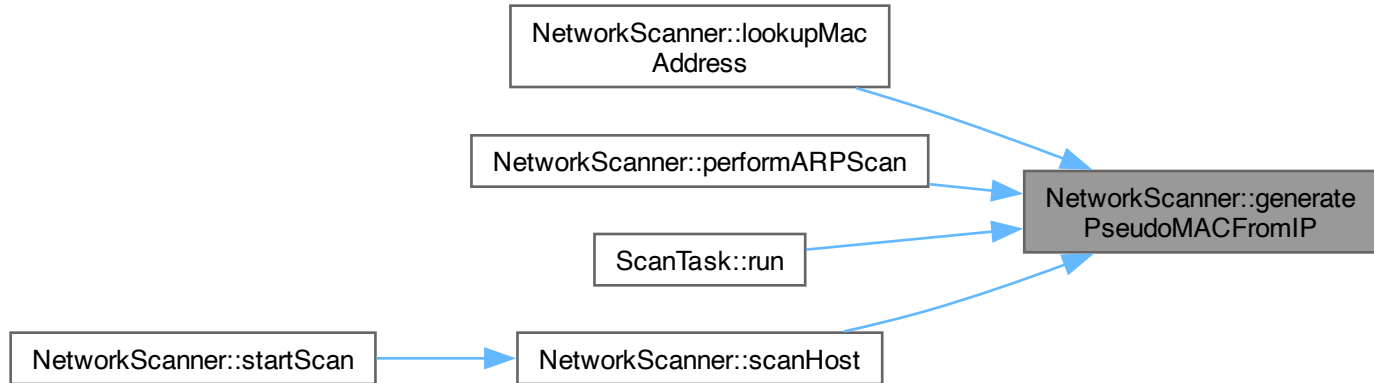 NetworkScanner::lookupMac
Address
NetworkScanner::performARPScan
NetworkScanner::generate
PseudoMACFromIP
ScanTask::run
NetworkScanner::startScan
NetworkScanner::scanHost